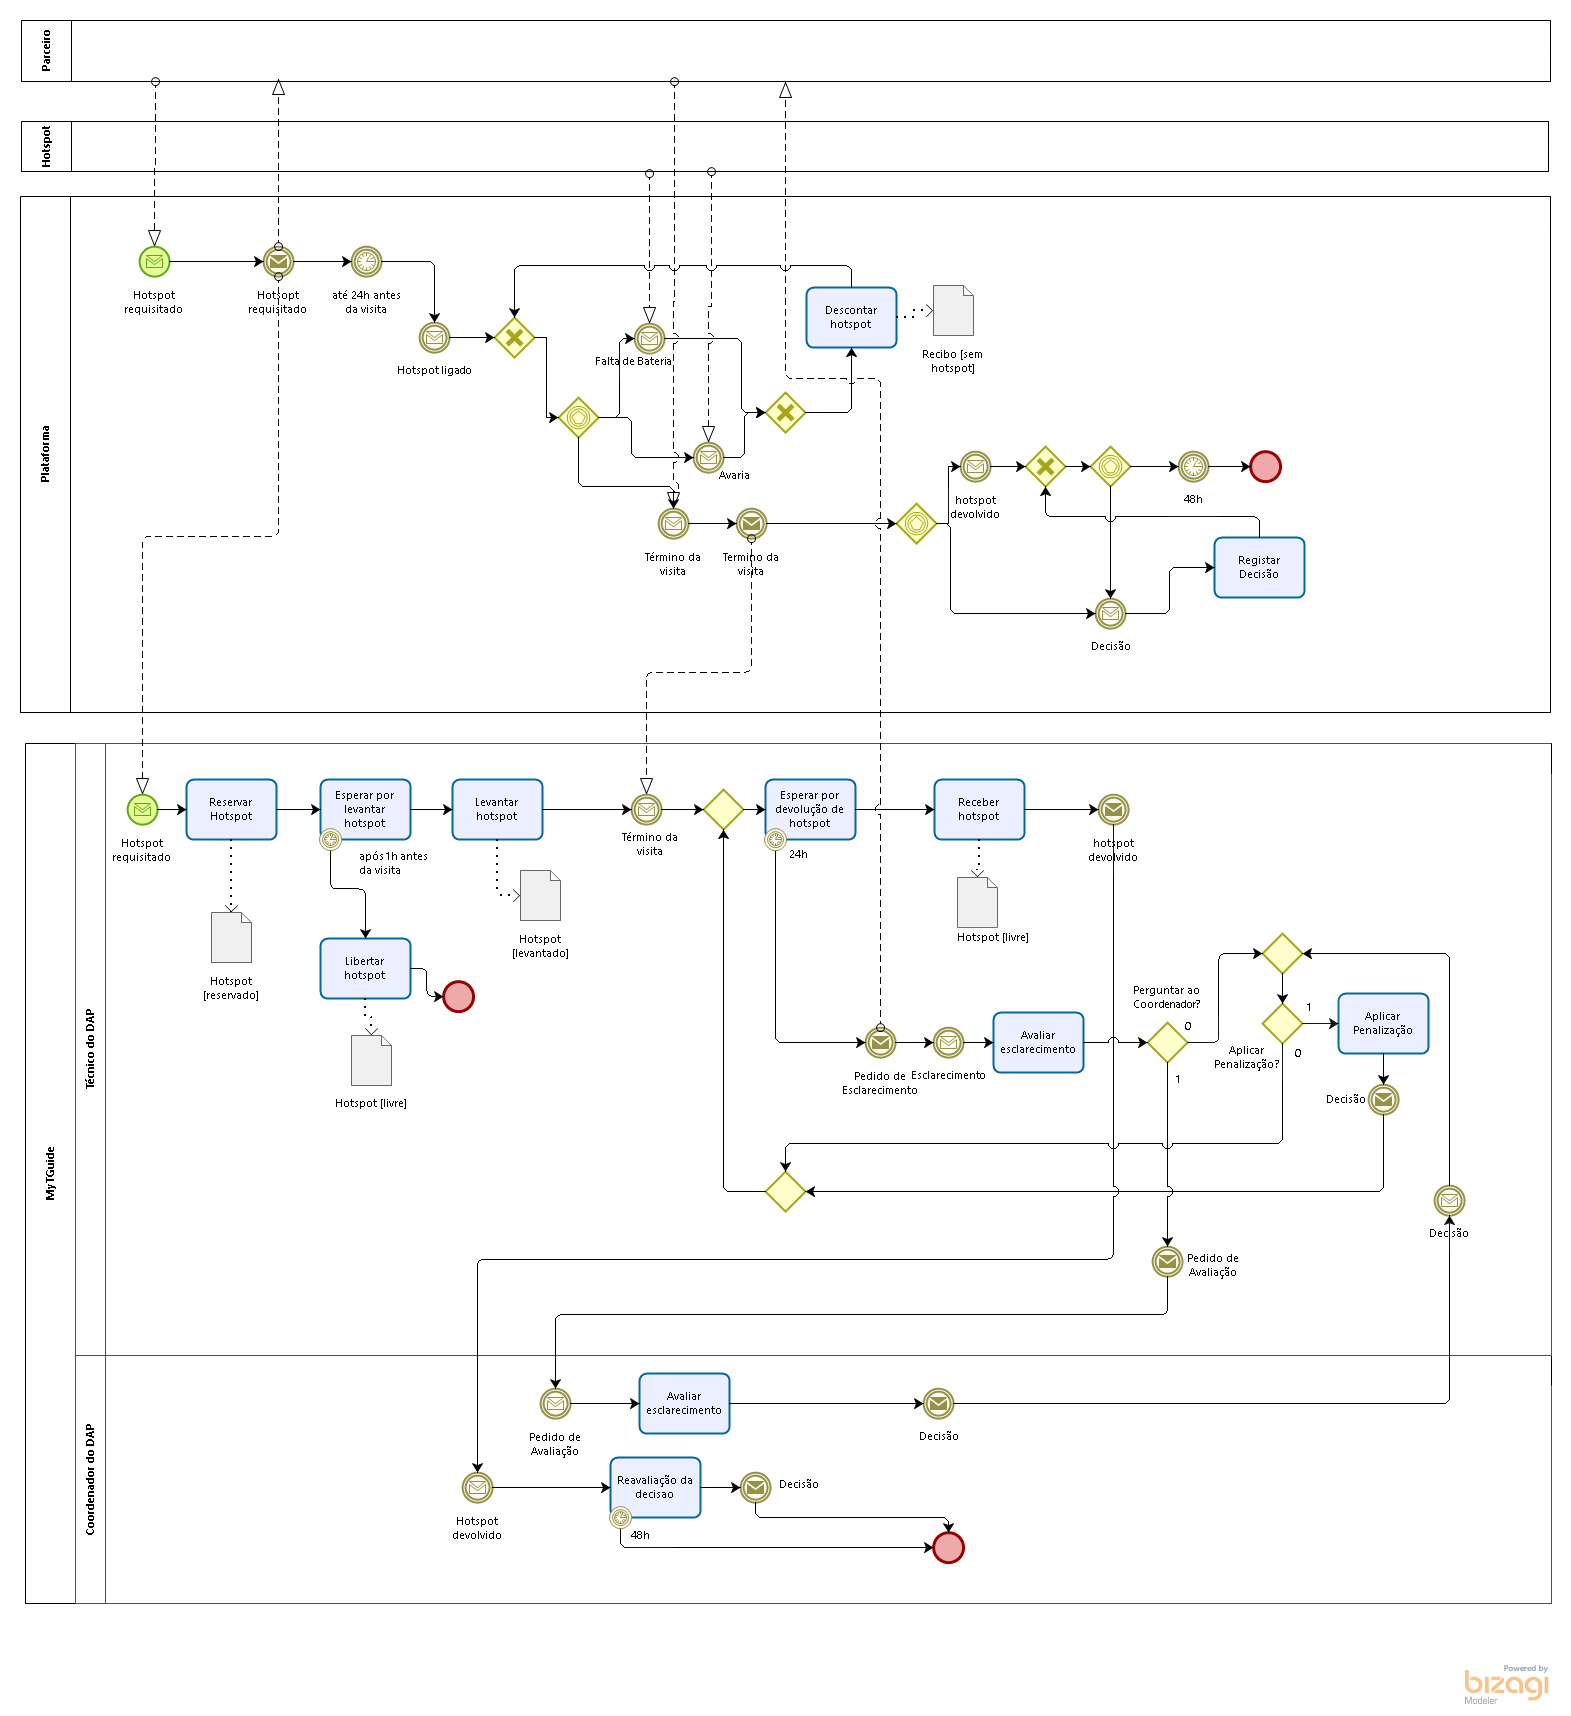 Parceiro
Hotspot
Plataforma
Hotspot
requisitado
Hotsopt
requisitado
até 24h antes
da visita
Hotspot ligado
Falta de Bateria
Avaria
Descontar
hotspot
Recibo [sem
hotspot]
Término da
visita
Termino da
visita
hotspot
devolvido
48h
Registar
Decisão
Decisão
MyTGuide
Técnico do DAP
Hotspot
requisitado
Reservar
Hotspot
Hotspot
[reservado]
Esperar por
levantar
hotspot
após 1h antes
da visita
Libertar
hotspot
Hotspot [livre]
Levantar
hotspot
Hotspot
[levantado]
Término da
visita
Esperar por
devolução de
hotspot
24h
Receber
hotspot
Hotspot [livre]
hotspot
devolvido
Pedido de
Esclarecimento
Esclarecimento
Avaliar
esclarecimento
Perguntar ao
Coordenador?
0
1
Aplicar
Penalização?
1
0
Aplicar
Penalização
Decisão
Decisão
Pedido de
Avaliação
Coordenador do DAP
Pedido de
Avaliação
Avaliar
esclarecimento
Decisão
Hotspot
devolvido
Reavaliação da
decisao
48h
Decisão
Powered by
bizagi
Modeler